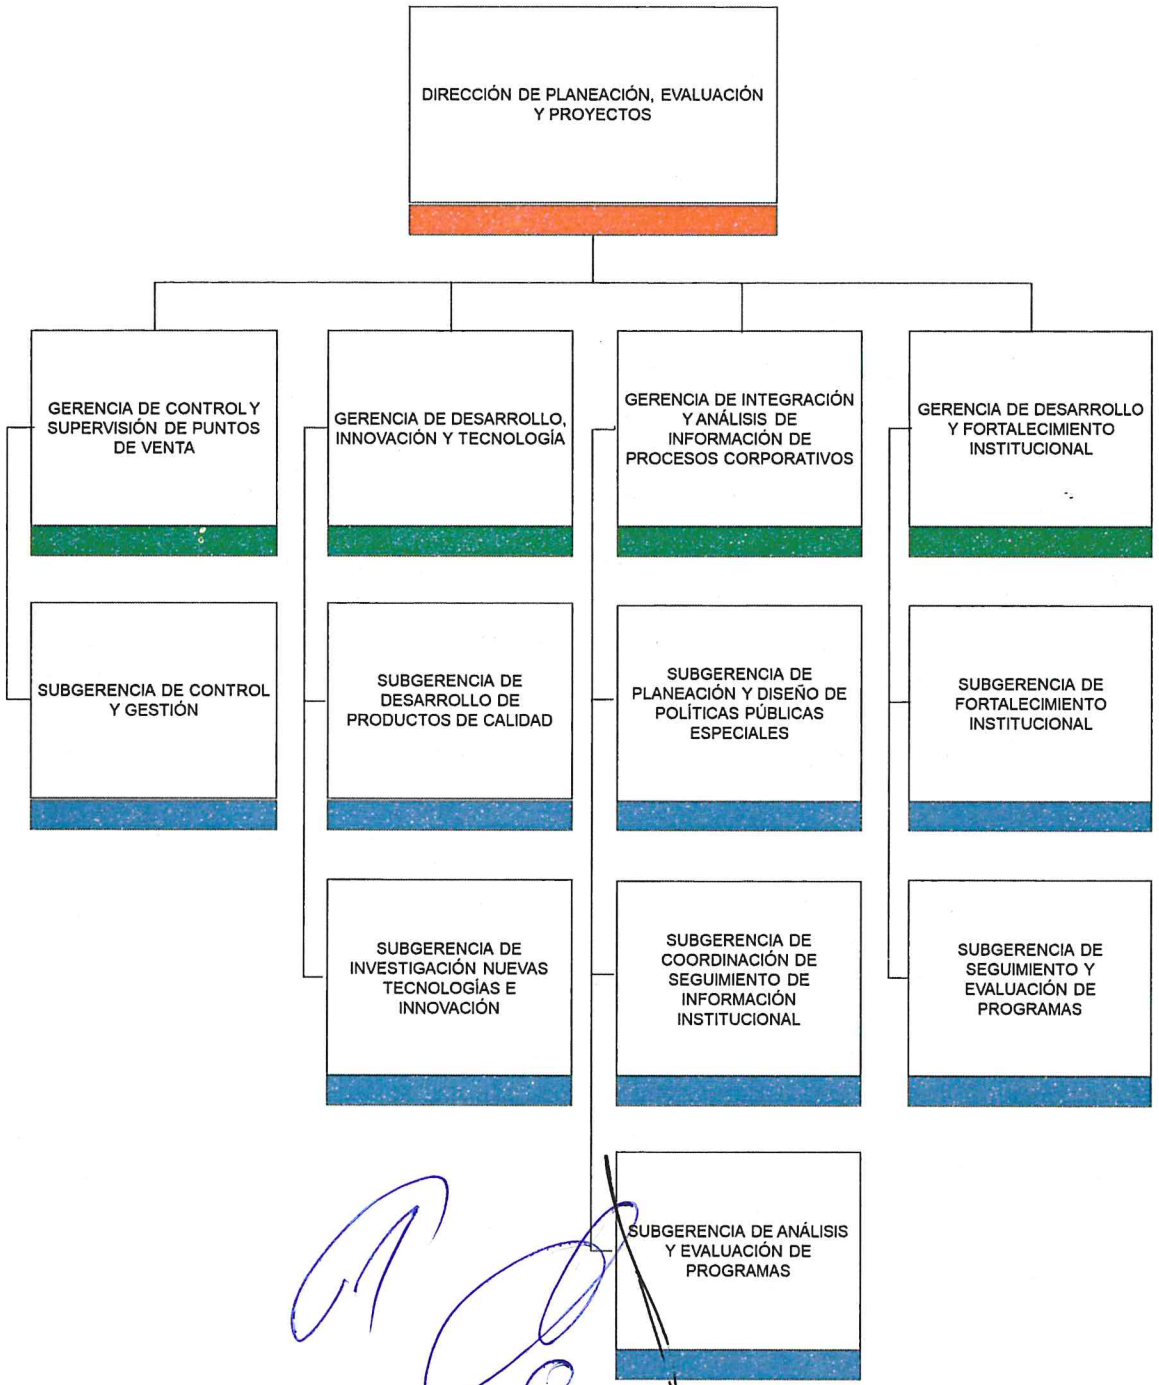 DIRECCIÓN DE PLANEACIÓN, EVALUACIÓN
Y PROYECTOS
GERENCIA DE CONTROL Y
SUPERVISIÓN DE PUNTOS
DE VENTA
GERENCIA DE DESARROLLO,
INNOVACIÓN Y TECNOLOGÍA
GERENCIA DE INTEGRACIÓN
Y ANÁLISIS DE
INFORMACIÓN DE
PROCESOS CORPORATIVOS
GERENCIA DE DESARROLLO
Y FORTALECIMIENTO
INSTITUCIONAL
SUBGERENCIA DE CONTROL
Y GESTIÓN
SUBGERENCIA DE
DESARROLLO DE
PRODUCTOS DE CALIDAD
SUBGERENCIA DE
PLANEACIÓN Y DISEÑO DE
POLÍTICAS PÚBLICAS
ESPECIALES
SUBGERENCIA DE
FORTALECIMIENTO
INSTITUCIONAL
SUBGERENCIA DE
INVESTIGACIÓN NUEVAS
TECNOLOGÍAS E
INNOVACIÓN
SUBGERENCIA DE
COORDINACIÓN DE
SEGUIMIENTO DE
INFORMACIÓN
INSTITUCIONAL
SUBGERENCIA DE
SEGUIMIENTO Y
EVALUACIÓN DE
PROGRAMAS
SUBGERENCIA DE ANÁLISIS
Y EVALUACIÓN DE
PROGRAMAS